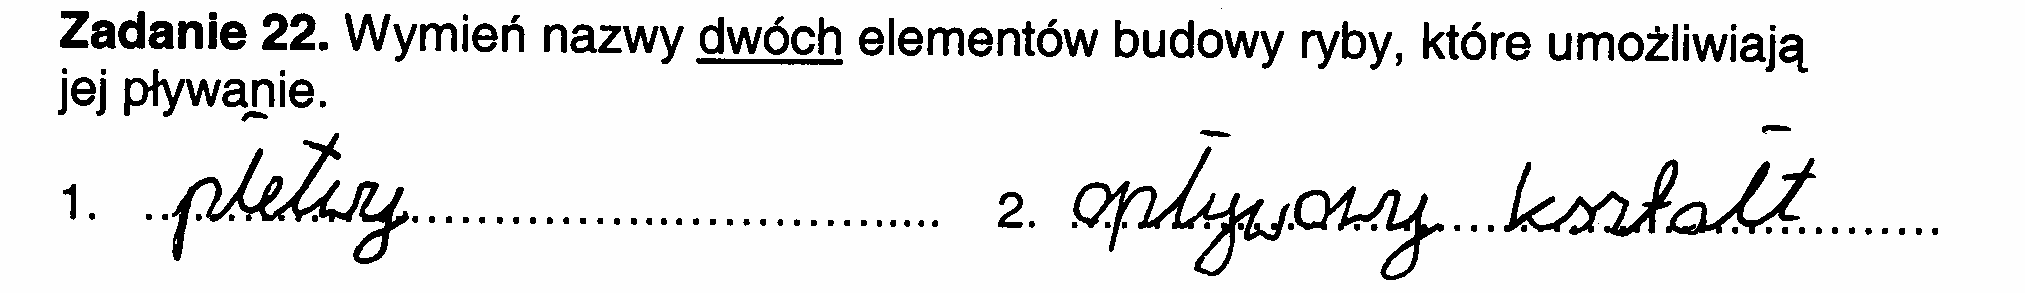 Zadanie 22. Wymień nazwy dwóch elementów budowy ryby, które umożliwiają
jej pływanie.
1. płetwy 2. opływowy kształt